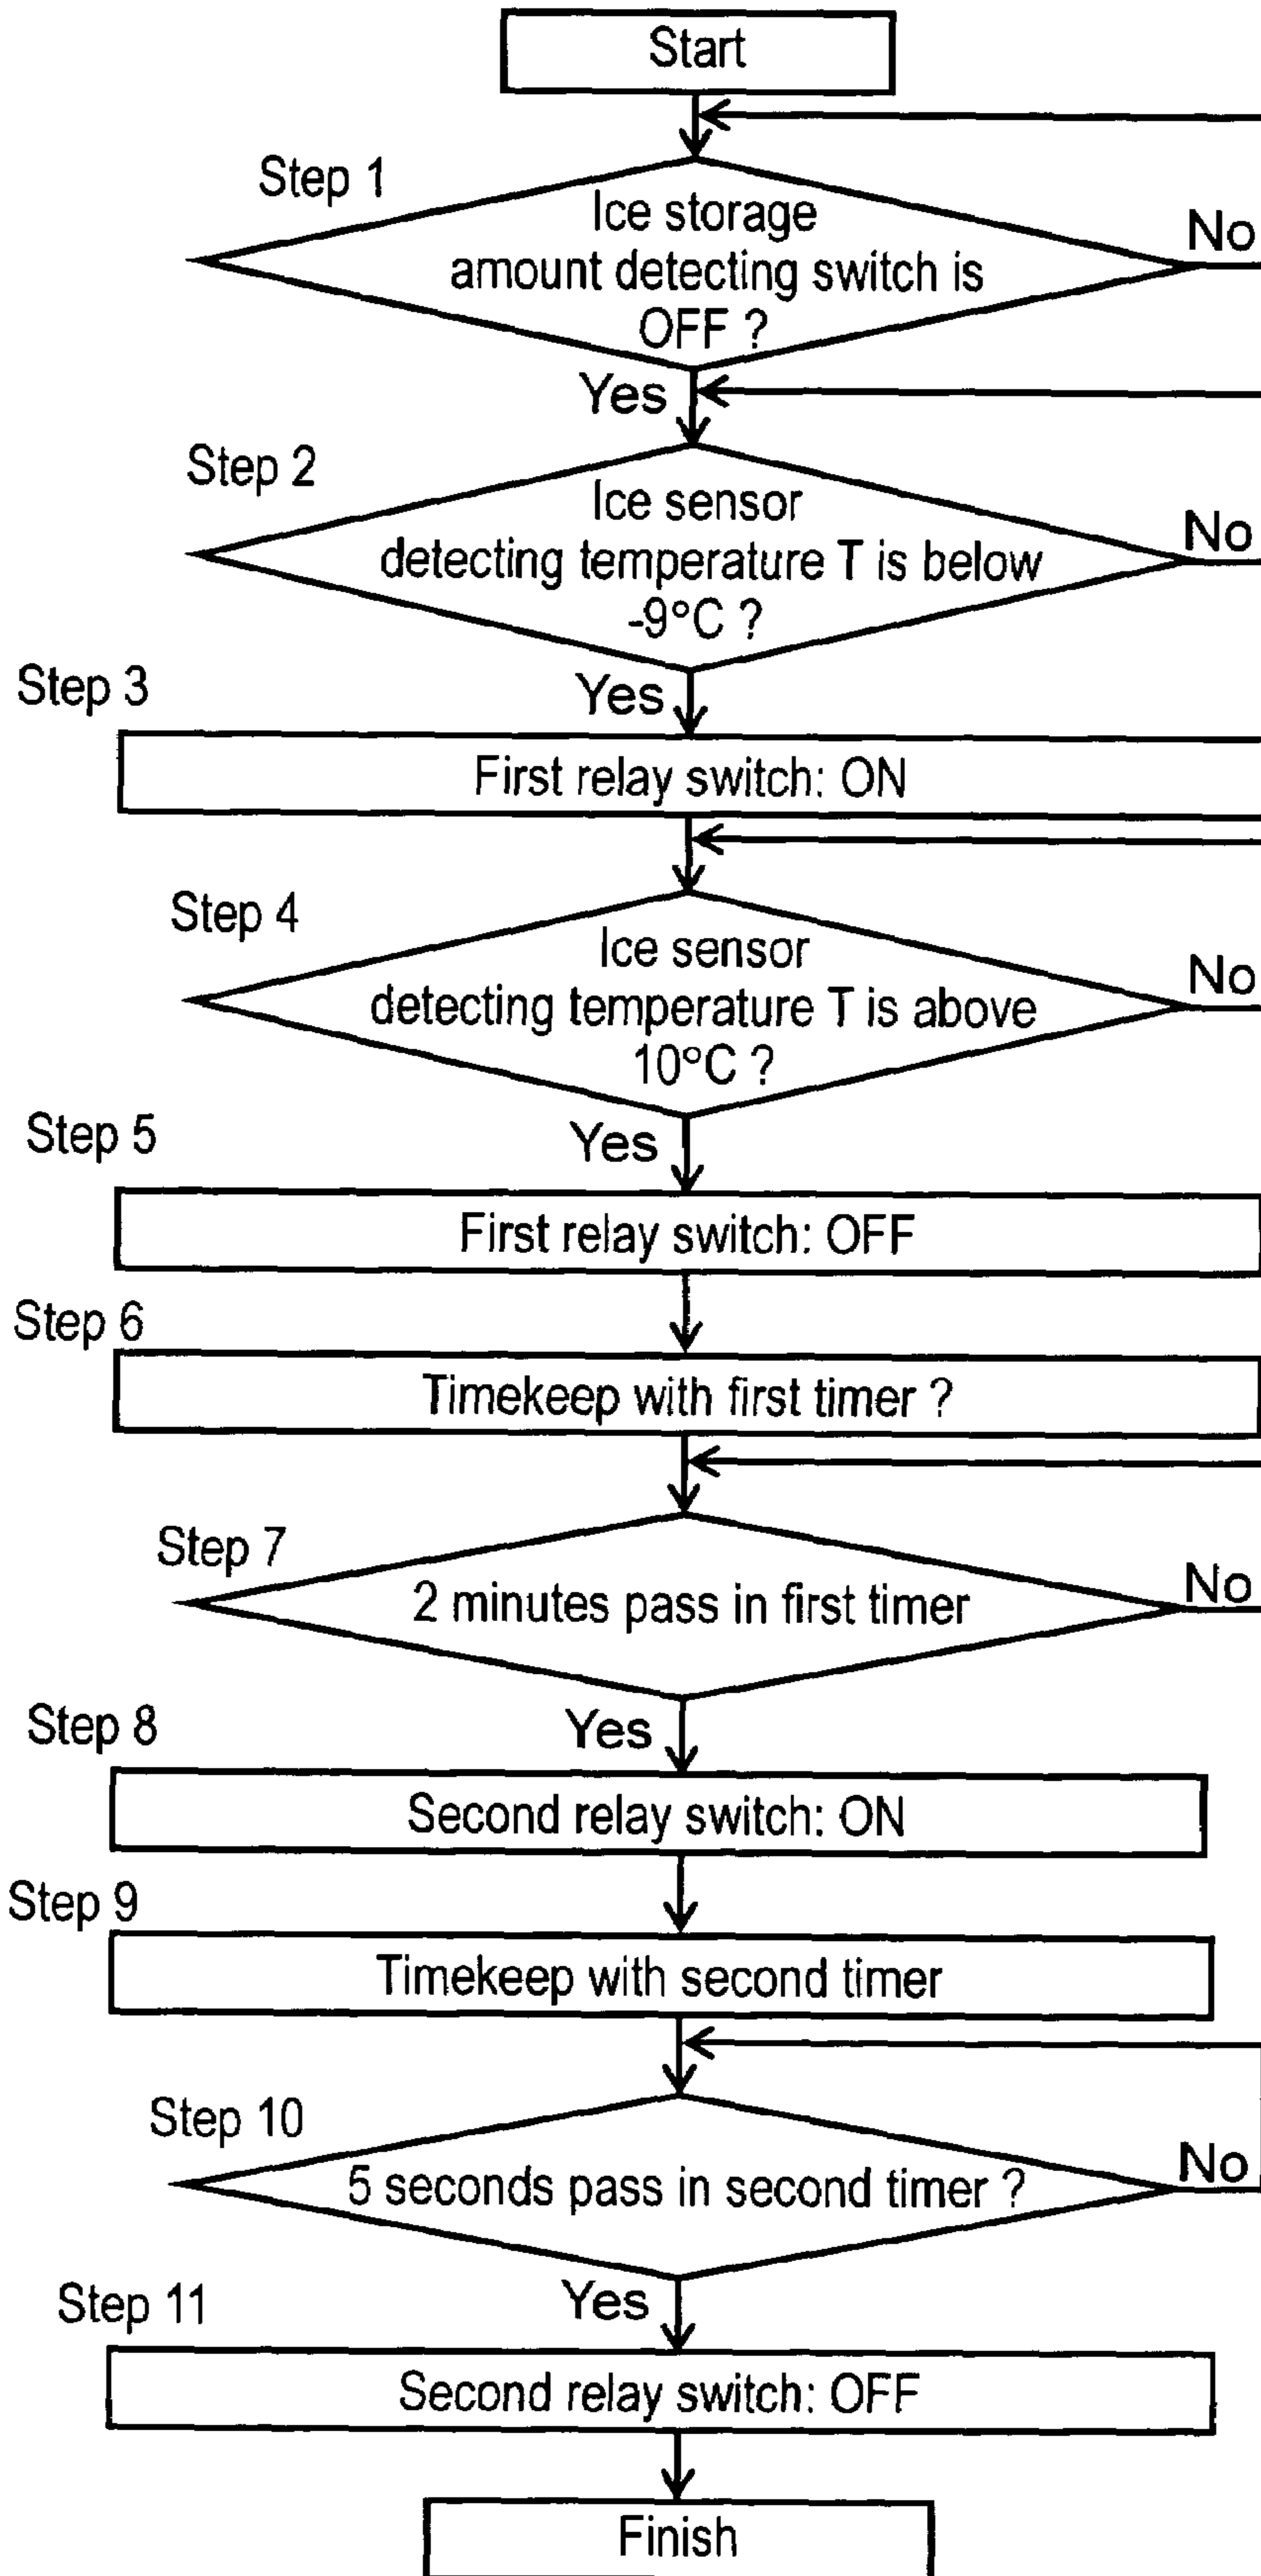 Start
Step 1
Ice storage
amount detecting switch is
OFF ?
No
Yes
Step 2
Ice sensor
detecting temperature T is below
-9°C ?
No
Yes
Step 3
First relay switch: ON
Step 4
Ice sensor
detecting temperature T is above
10°C ?
No
Yes
Step 5
First relay switch: OFF
Step 6
Timekeep with first timer ?
Step 7
2 minutes pass in first timer
No
Yes
Step 8
Second relay switch: ON
Step 9
Timekeep with second timer
Step 10
5 seconds pass in second timer ?
No
Yes
Step 11
Second relay switch: OFF
Finish